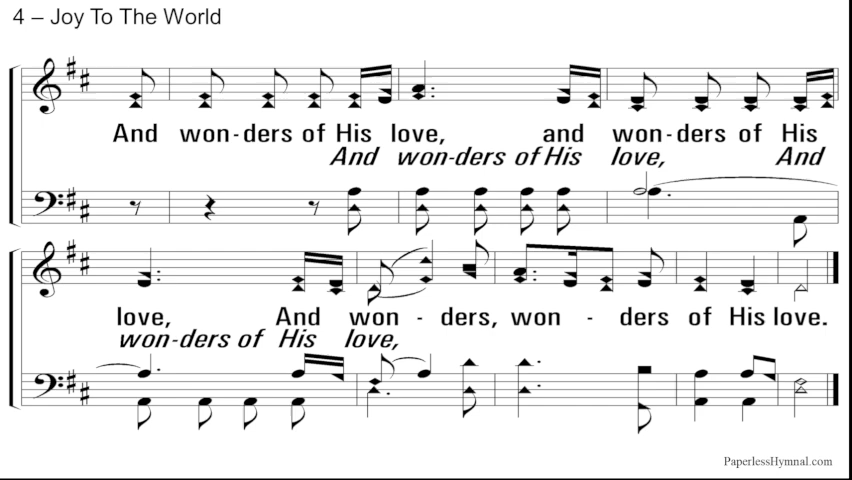 4 – Joy To The World
And won-ders of His love, and won-ders of His
And won-ders of His love, And
love, And won - ders, won - ders of His love.
won-ders of His love,
PaperlessHymnal.com